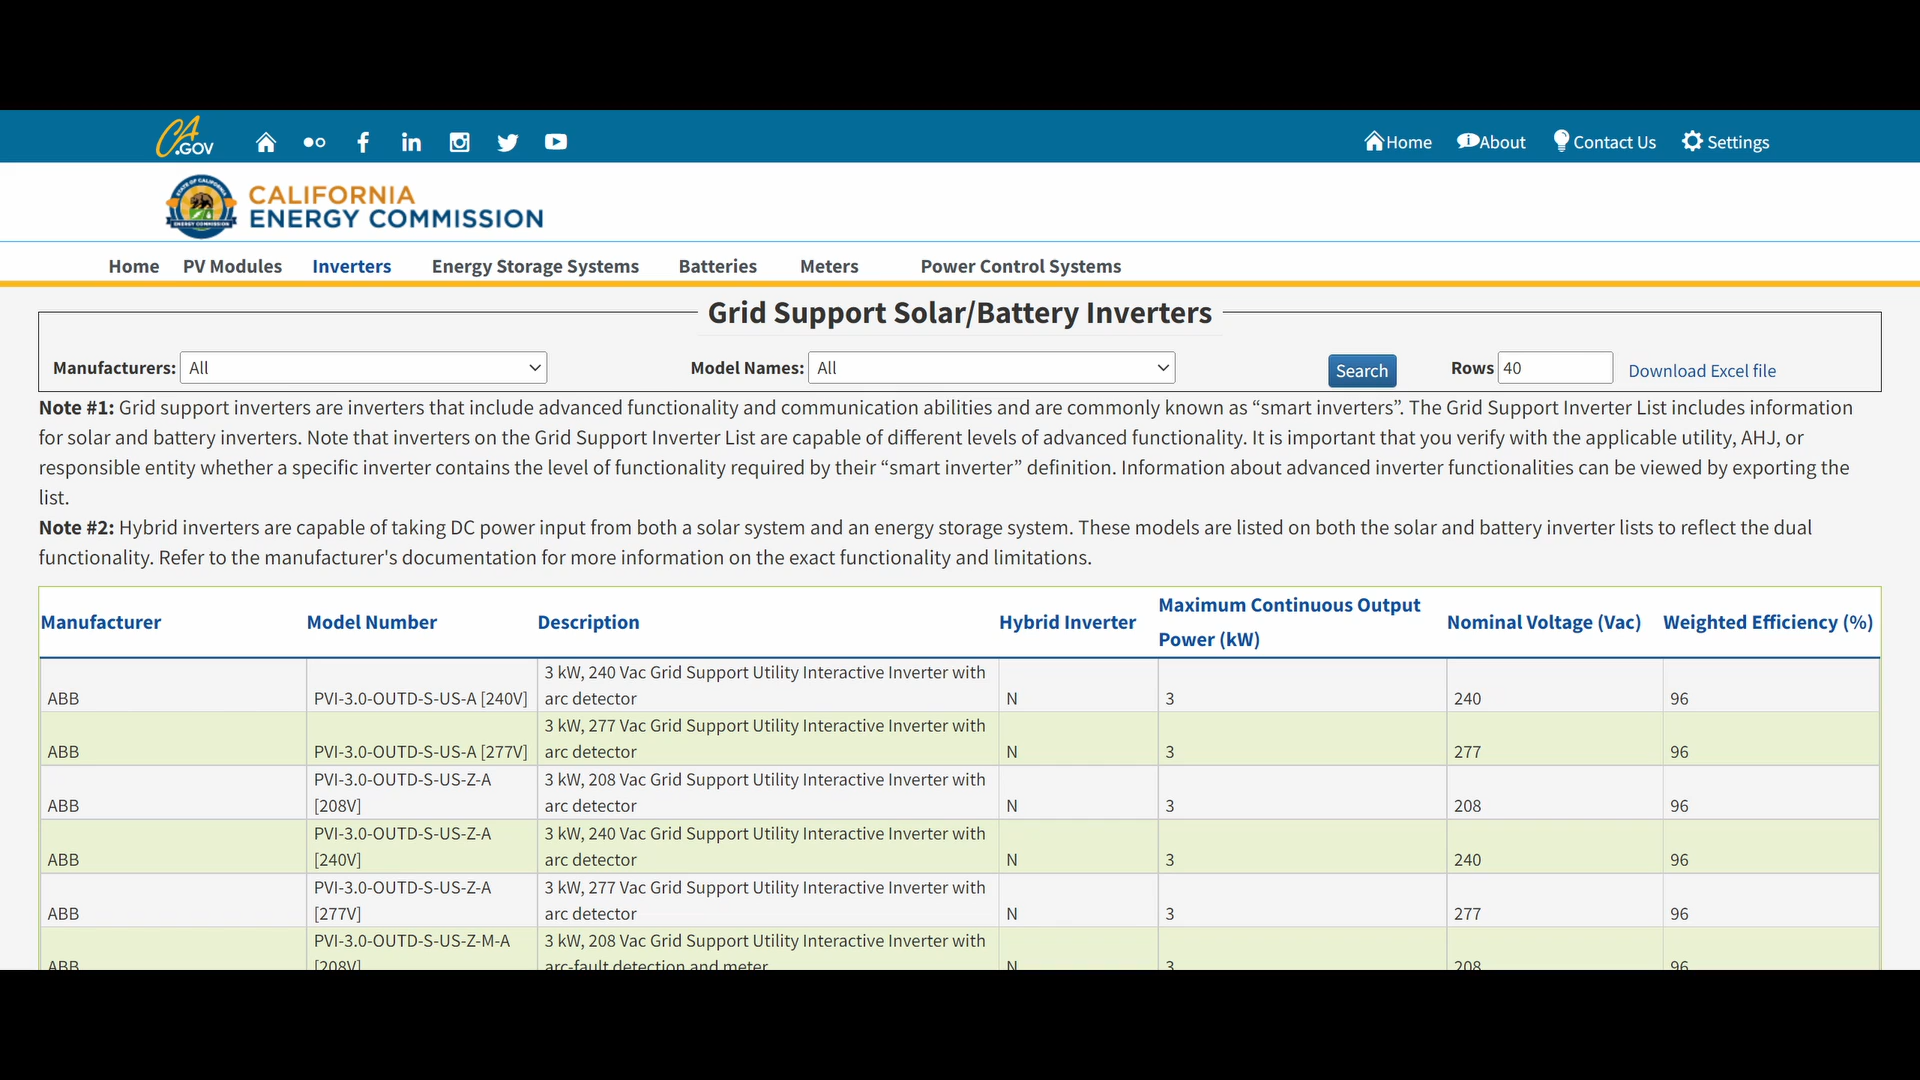 CA.GOV
Home About Contact Us Settings
CALIFORNIA
ENERGY COMMISSION
Home PV Modules Inverters Energy Storage Systems Batteries Meters Power Control Systems
Grid Support Solar/Battery Inverters
Manufacturers: All Model Names: All Search Rows 40 Download Excel file
Note #1: Grid support inverters are inverters that include advanced functionality and communication abilities and are commonly known as “smart inverters”. The Grid Support Inverter List includes information
for solar and battery inverters. Note that inverters on the Grid Support Inverter List are capable of different levels of advanced functionality. It is important that you verify with the applicable utility, AHJ, or
responsible entity whether a specific inverter contains the level of functionality required by their “smart inverter” definition. Information about advanced inverter functionalities can be viewed by exporting the
list.
Note #2: Hybrid inverters are capable of taking DC power input from both a solar system and an energy storage system. These models are listed on both the solar and battery inverter lists to reflect the dual
functionality. Refer to the manufacturer's documentation for more information on the exact functionality and limitations.
Manufacturer Model Number Description Hybrid Inverter Maximum Continuous Output Power (kW) Nominal Voltage (Vac) Weighted Efficiency (%)
ABB PVI-3.0-OUTD-S-US-A [240V] 3 kW, 240 Vac Grid Support Utility Interactive Inverter with arc detector N 3 240 96
ABB PVI-3.0-OUTD-S-US-A [277V] 3 kW, 277 Vac Grid Support Utility Interactive Inverter with arc detector N 3 277 96
ABB PVI-3.0-OUTD-S-US-Z-A [208V] 3 kW, 208 Vac Grid Support Utility Interactive Inverter with arc detector N 3 208 96
ABB PVI-3.0-OUTD-S-US-Z-A [240V] 3 kW, 240 Vac Grid Support Utility Interactive Inverter with arc detector N 3 240 96
ABB PVI-3.0-OUTD-S-US-Z-A [277V] 3 kW, 277 Vac Grid Support Utility Interactive Inverter with arc detector N 3 277 96
ABB PVI-3.0-OUTD-S-US-Z-M-A [208V] 3 kW, 208 Vac Grid Support Utility Interactive Inverter with arc-fault detection and meter N 3 208 96